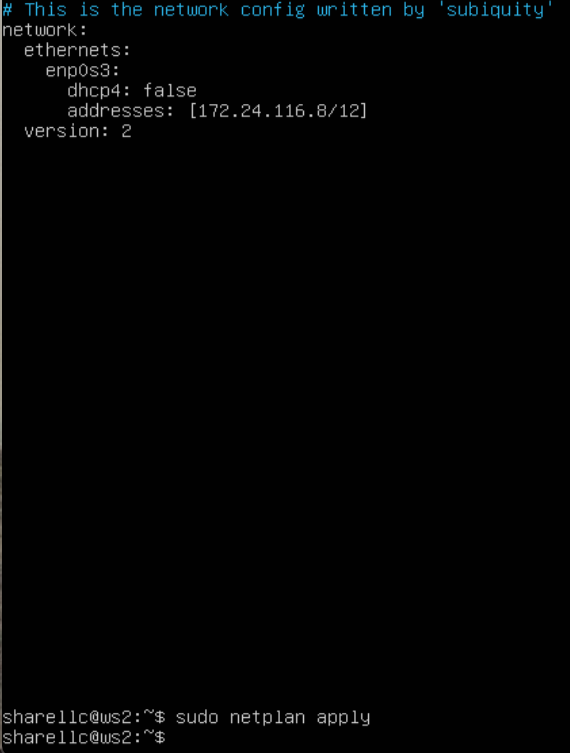 # This is the network config written by 'subiquity'
network:
  ethernets:
    enp0s3:
      dhcp4: false
      addresses: [172.24.116.8/12]
  version: 2
sharellc@ws2:~$ sudo netplan apply
sharellc@ws2:~$